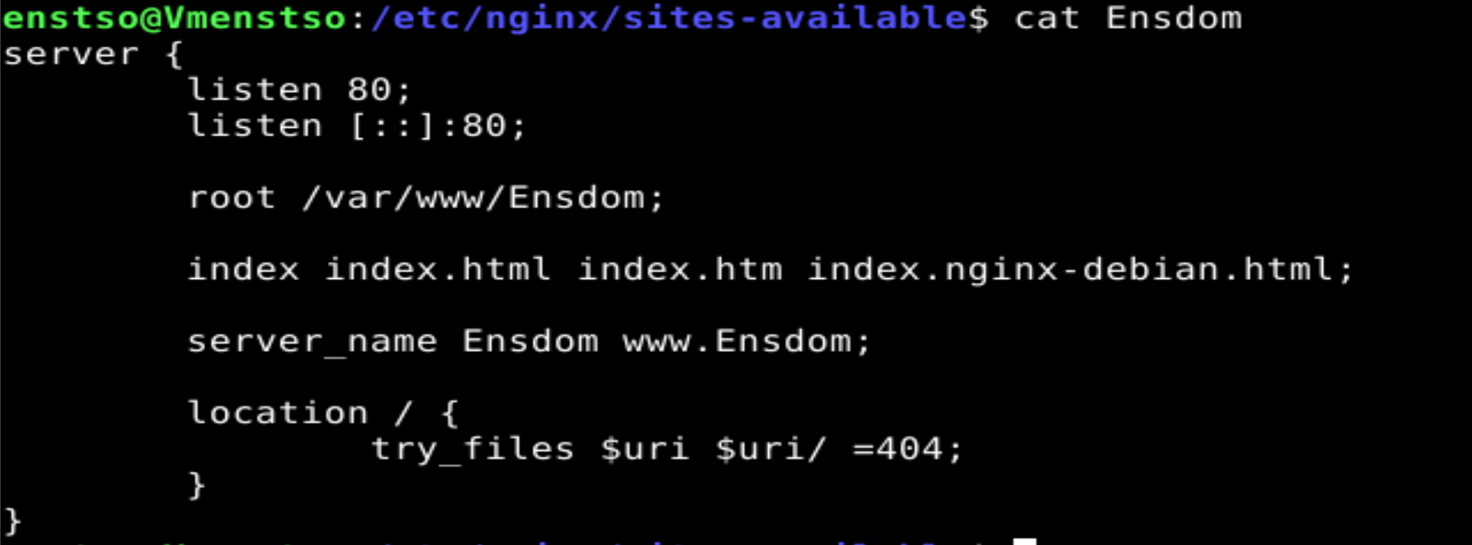 enstso@Vmenstso:/etc/nginx/sites-available$ cat Ensdom
server {
        listen 80;
        listen [::]:80;

        root /var/www/Ensdom;

        index index.html index.htm index.nginx-debian.html;

        server_name Ensdom www.Ensdom;

        location / {
                try_files $uri $uri/ =404;
        }
}